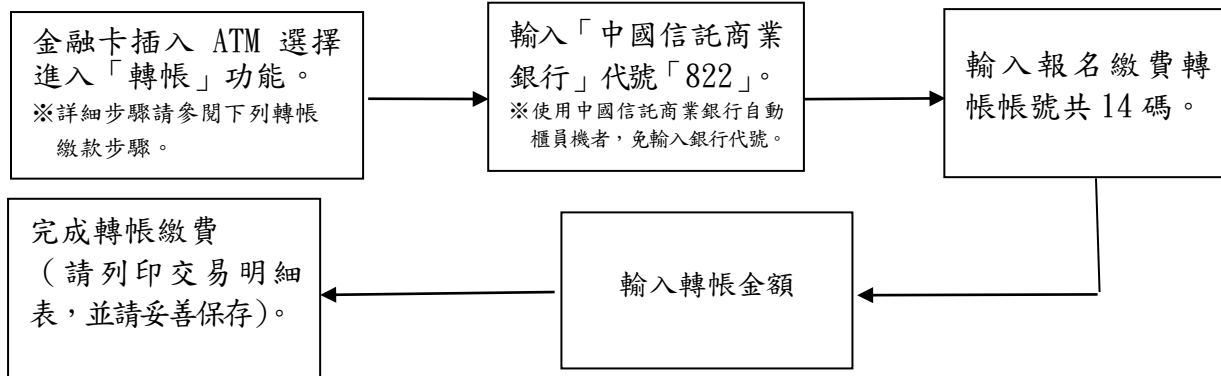 金融卡插入 ATM 選擇
進入「轉帳」功能。
※詳細步驟請參閱下列轉帳
繳款步驟。
輸入「中國信託商業
銀行」代號「822」。
※使用中國信託商業銀行自動
櫃員機者，免輸入銀行代號。
輸入報名繳費轉
帳帳號共 14 碼。
輸入轉帳金額
完成轉帳繳費
（請列印交易明細
表，並請妥善保存）。